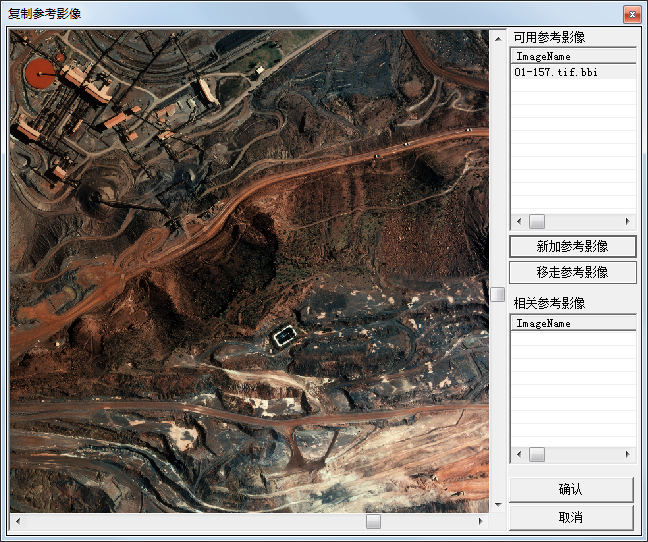 复制参考影像
可用参考影像
ImageName
01-157.tif.bbi
新加参考影像
移走参考影像
相关参考影像
ImageName
确认
取消